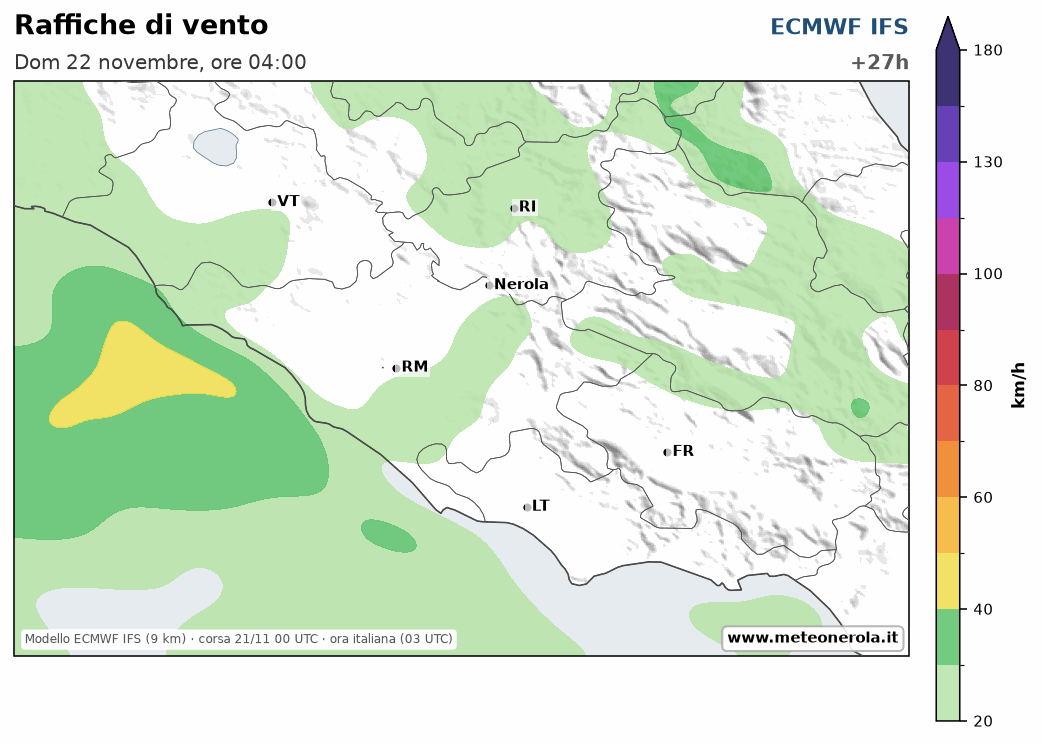 Raffiche di vento
ECMWF IFS
Dom 22 novembre, ore 04:00
+27h
VT
RI
Nerola
RM
FR
LT
Modello ECMWF IFS (9 km) · corsa 21/11 00 UTC · ora italiana (03 UTC)
www.meteonerola.it
180
130
100
80
60
40
20
km/h